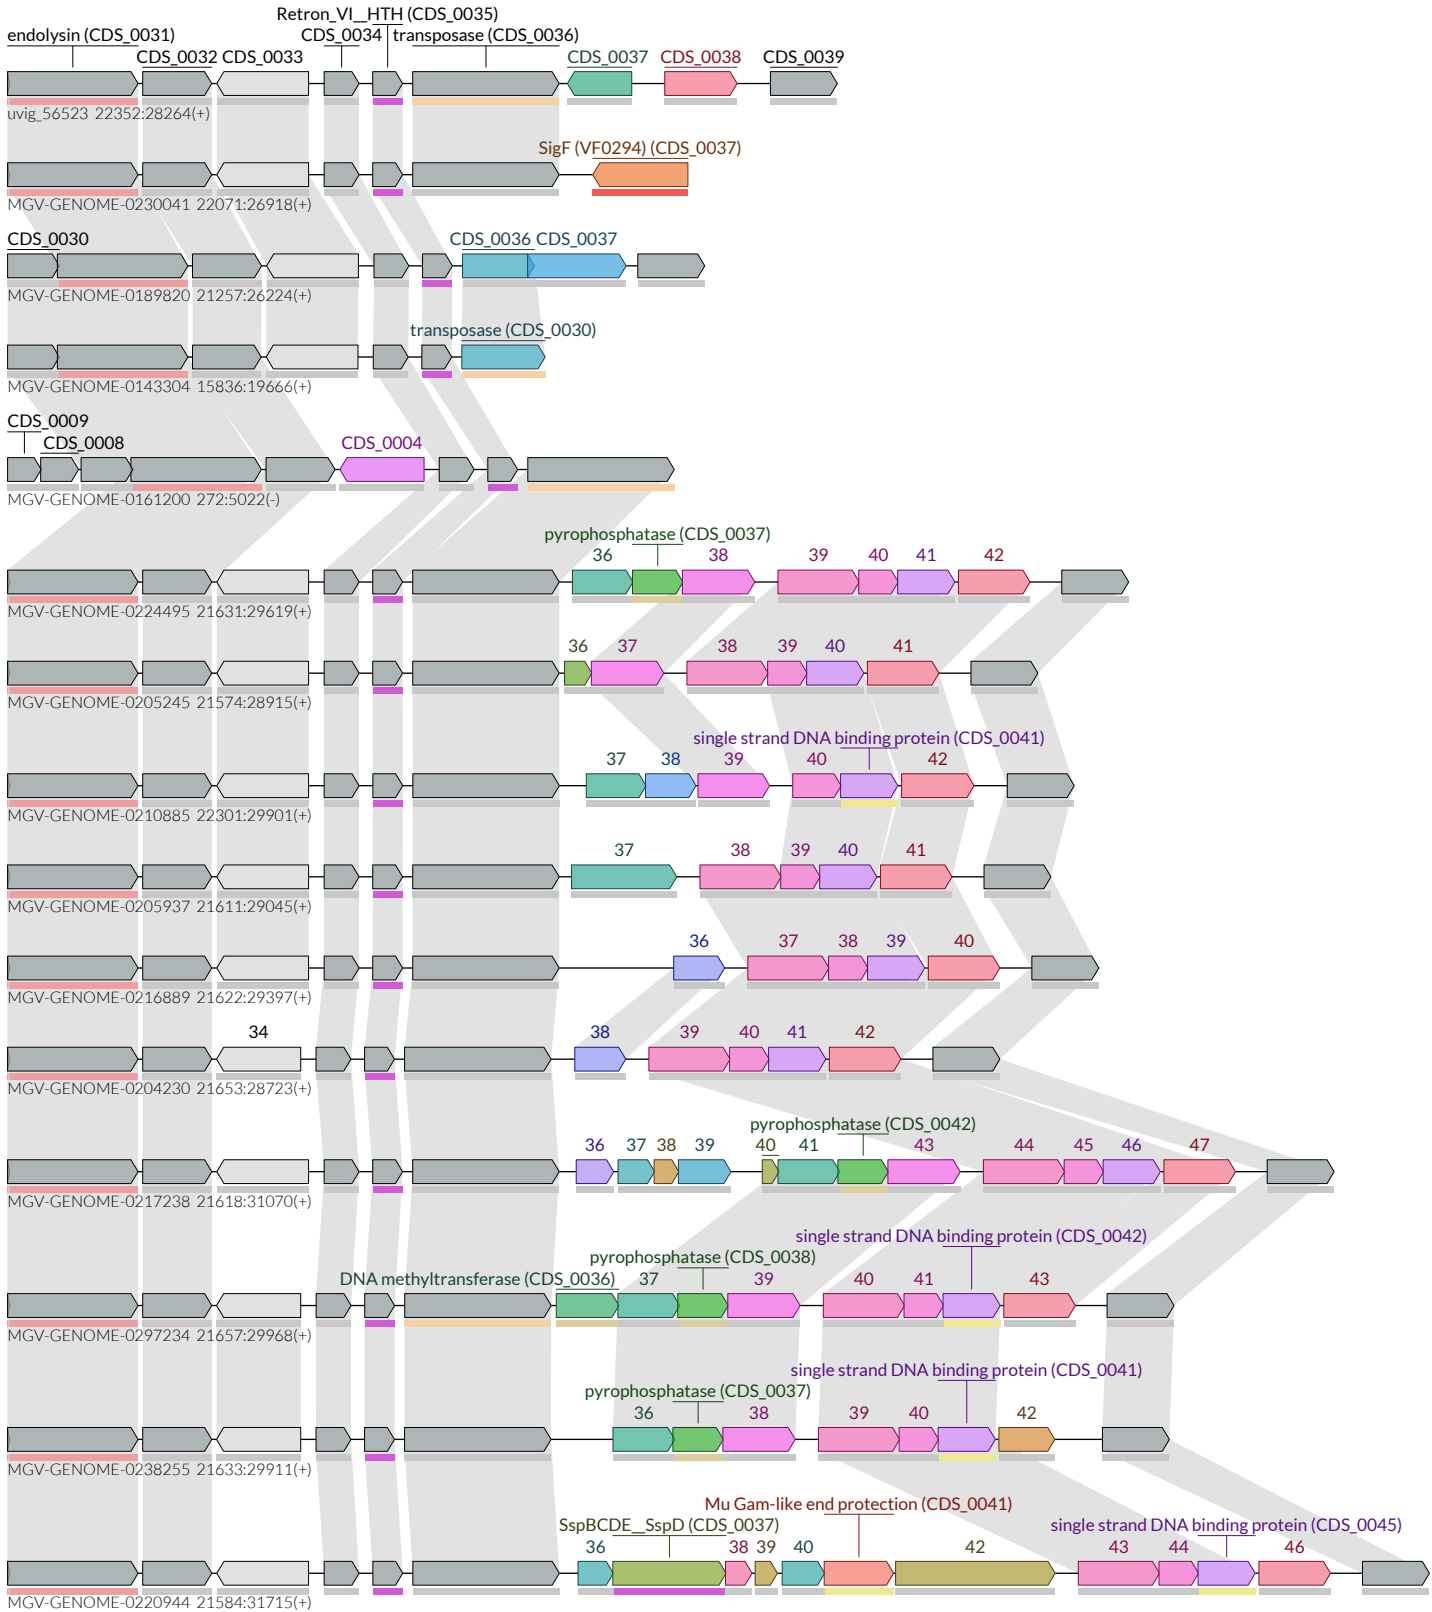 Retron_VI__HTH (CDS_0035)
endolysin (CDS_0031) CDS_0034 transposase (CDS_0036)
CDS_0032 CDS_0033 CDS_0037 CDS_0038 CDS_0039
uvig_56523 22352:28264(+)
SigF (VF0294) (CDS_0037)
MGV-GENOME-0230041 22071:26918(+)
CDS_0030 CDS_0036 CDS_0037
MGV-GENOME-0189820 21257:26224(+)
transposase (CDS_0030)
MGV-GENOME-0143304 15836:19666(+)
CDS_0009
CDS_0008 CDS_0004
MGV-GENOME-0161200 272:5022(-)
pyrophosphatase (CDS_0037)
36 38 39 40 41 42
MGV-GENOME-0224495 21631:29619(+)
36 37 38 39 40 41
MGV-GENOME-0205245 21574:28915(+)
single strand DNA binding protein (CDS_0041)
37 38 39 40 42
MGV-GENOME-0210885 22301:29901(+)
37 38 39 40 41
MGV-GENOME-0205937 21611:29045(+)
36 37 38 39 40
MGV-GENOME-0216889 21622:29397(+)
34 38 39 40 41 42
MGV-GENOME-0204230 21653:28723(+)
pyrophosphatase (CDS_0042)
36 37 38 39 40 41 43 44 45 46 47
MGV-GENOME-0217238 21618:31070(+)
single strand DNA binding protein (CDS_0042)
pyrophosphatase (CDS_0038)
DNA methyltransferase (CDS_0036) 37 39 40 41 43
MGV-GENOME-0297234 21657:29968(+)
single strand DNA binding protein (CDS_0041)
pyrophosphatase (CDS_0037)
36 38 39 40 42
MGV-GENOME-0238255 21633:29911(+)
Mu Gam-like end protection (CDS_0041)
SspBCDE__SspD (CDS_0037) single strand DNA binding protein (CDS_0045)
36 38 39 40 42 43 44 46
MGV-GENOME-0220944 21584:31715(+)